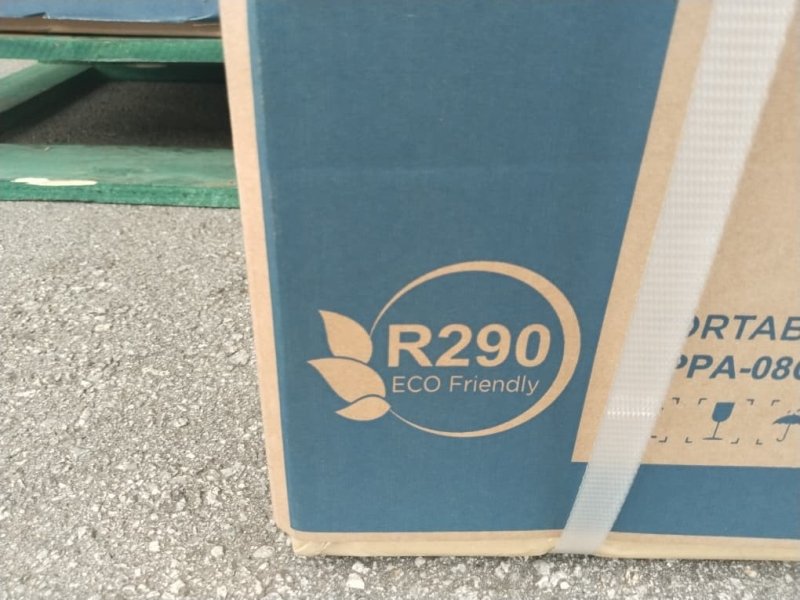 R290
ECO Friendly
ORTAB
PPA-08